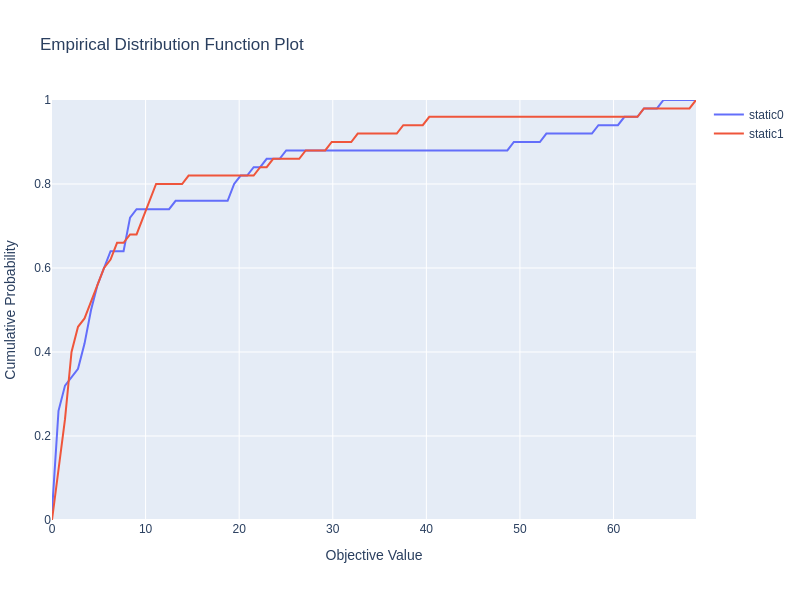 Empirical Distribution Function Plot
1
0.8
0.6
0.4
0.2
0
0 10 20 30 40 50 60
Cumulative Probability
Objective Value
static0
static1